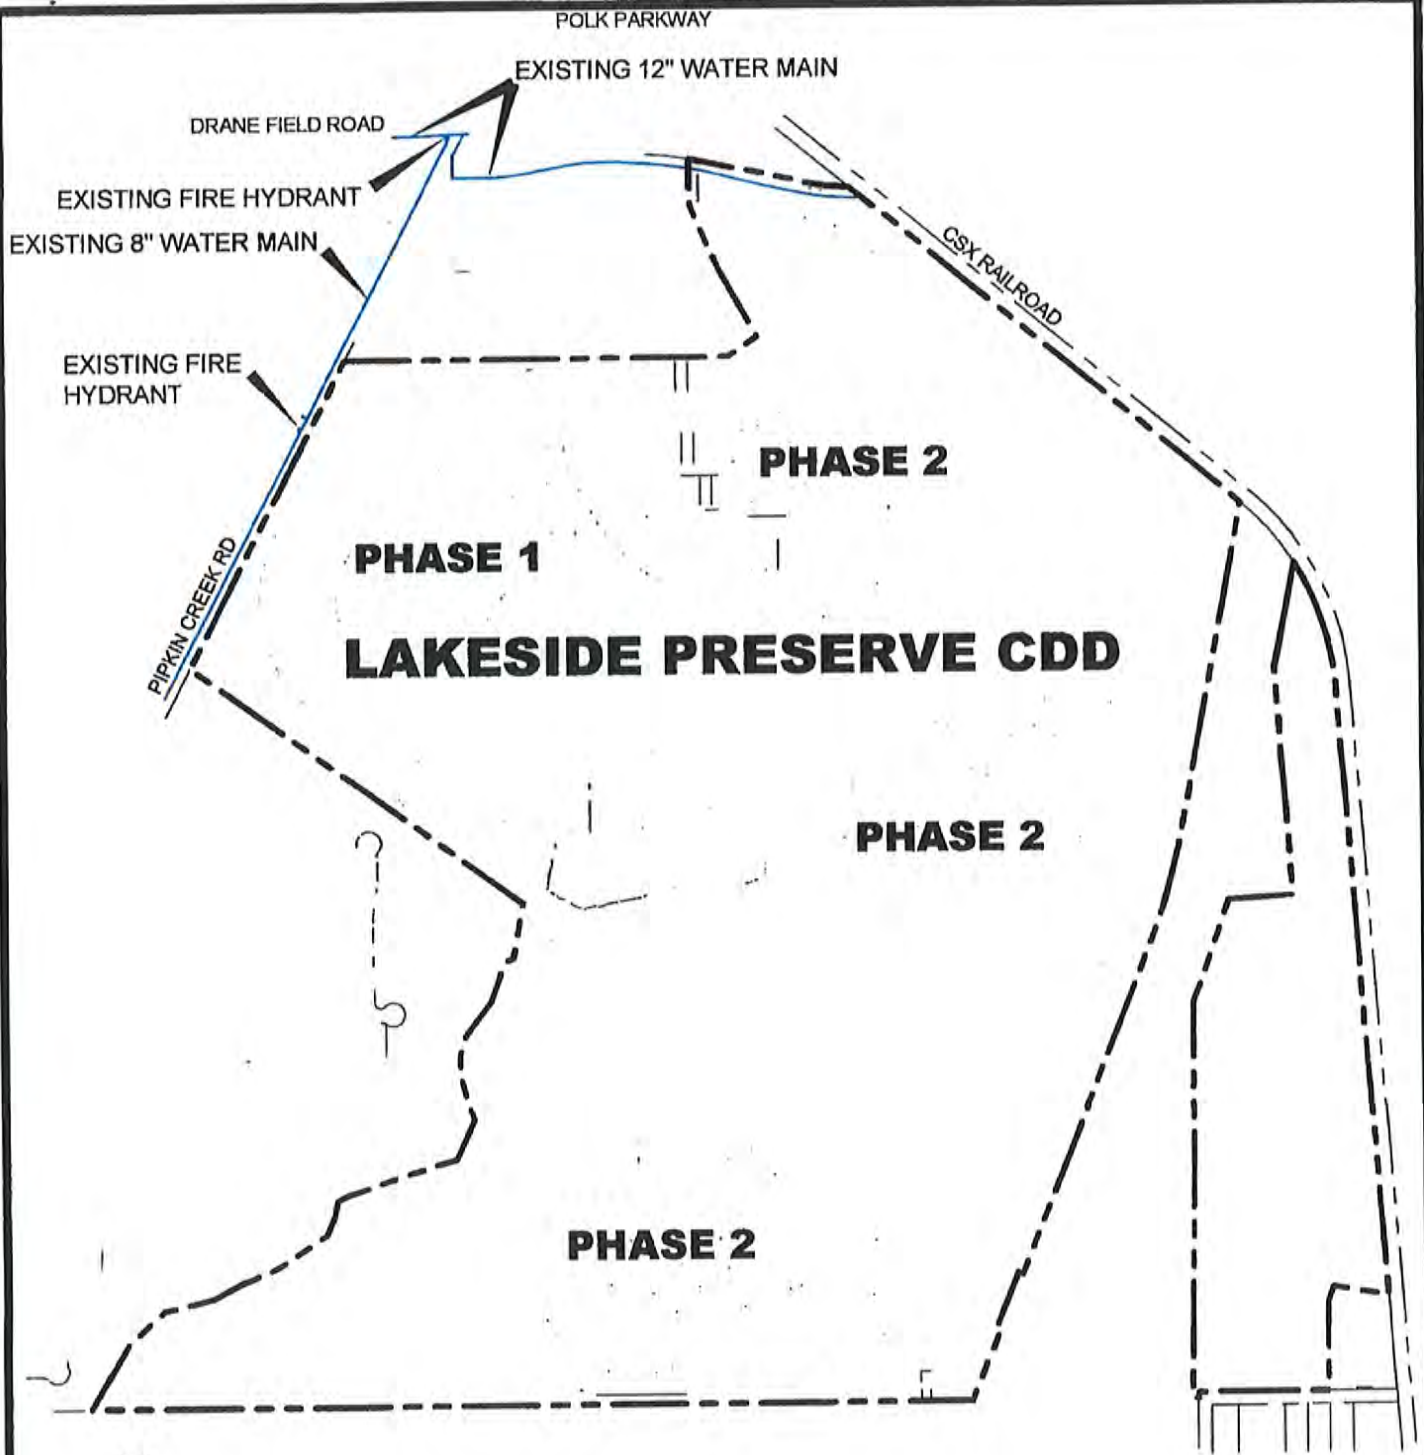 POLK PARKWAY
EXISTING 12" WATER MAIN
DRANE FIELD ROAD
EXISTING FIRE HYDRANT
EXISTING 8" WATER MAIN
CSX RAILROAD
EXISTING FIRE
HYDRANT
PHASE 2
PHASE 1
PIPKIN CREEK RD
LAKESIDE PRESERVE CDD
PHASE 2
PHASE 2